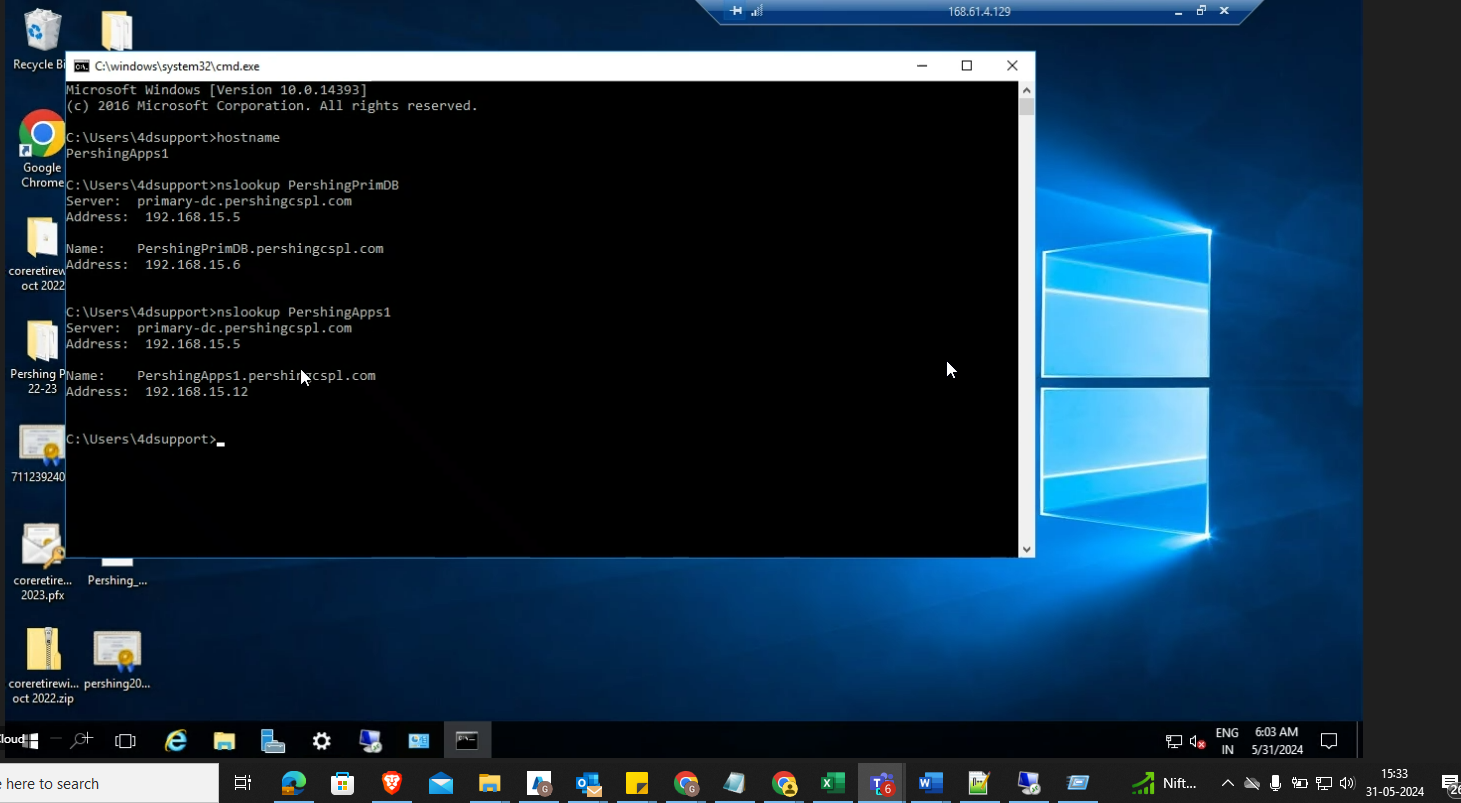 168.61.4.129
Recycle Bi
C:\windows\system32\cmd.exe
Microsoft Windows [Version 10.0.14393]
(c) 2016 Microsoft Corporation. All rights reserved.
C:\Users\4dsupport>hostname
PershingApps1
C:\Users\4dsupport>nslookup PershingPrimDB
Server:  primary-dc.pershingcspl.com
Address:  192.168.15.5
Name:    PershingPrimDB.pershingcspl.com
Address:  192.168.15.6
C:\Users\4dsupport>nslookup PershingApps1
Server:  primary-dc.pershingcspl.com
Address:  192.168.15.5
Name:    PershingApps1.pershingcspl.com
Address:  192.168.15.12
C:\Users\4dsupport>
Google
Chrome
coreretirew
oct 2022
Pershing P
22-23
711239240
coreretire...
2023.pfx
Pershing_...
coreretirewi...
oct 2022.zip
pershing20...
Cloud
ENG
IN
6:03 AM
5/31/2024
e here to search
Nift...
6
15:33
31-05-2024
26